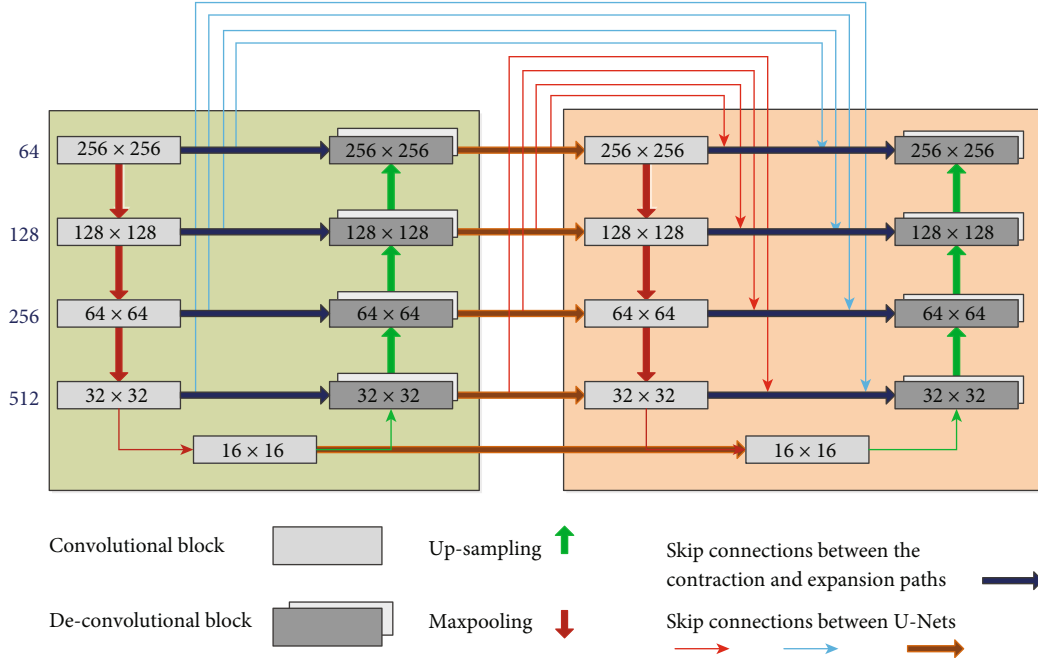 64
256 × 256
256 × 256
256 × 256
256 × 256
128
128 × 128
128 × 128
128 × 128
128 × 128
256
64 × 64
64 × 64
64 × 64
64 × 64
512
32 × 32
32 × 32
32 × 32
32 × 32
16 × 16
16 × 16
Convolutional block
Up-sampling
Skip connections between the
contraction and expansion paths
De-convolutional block
Maxpooling
Skip connections between U-Nets